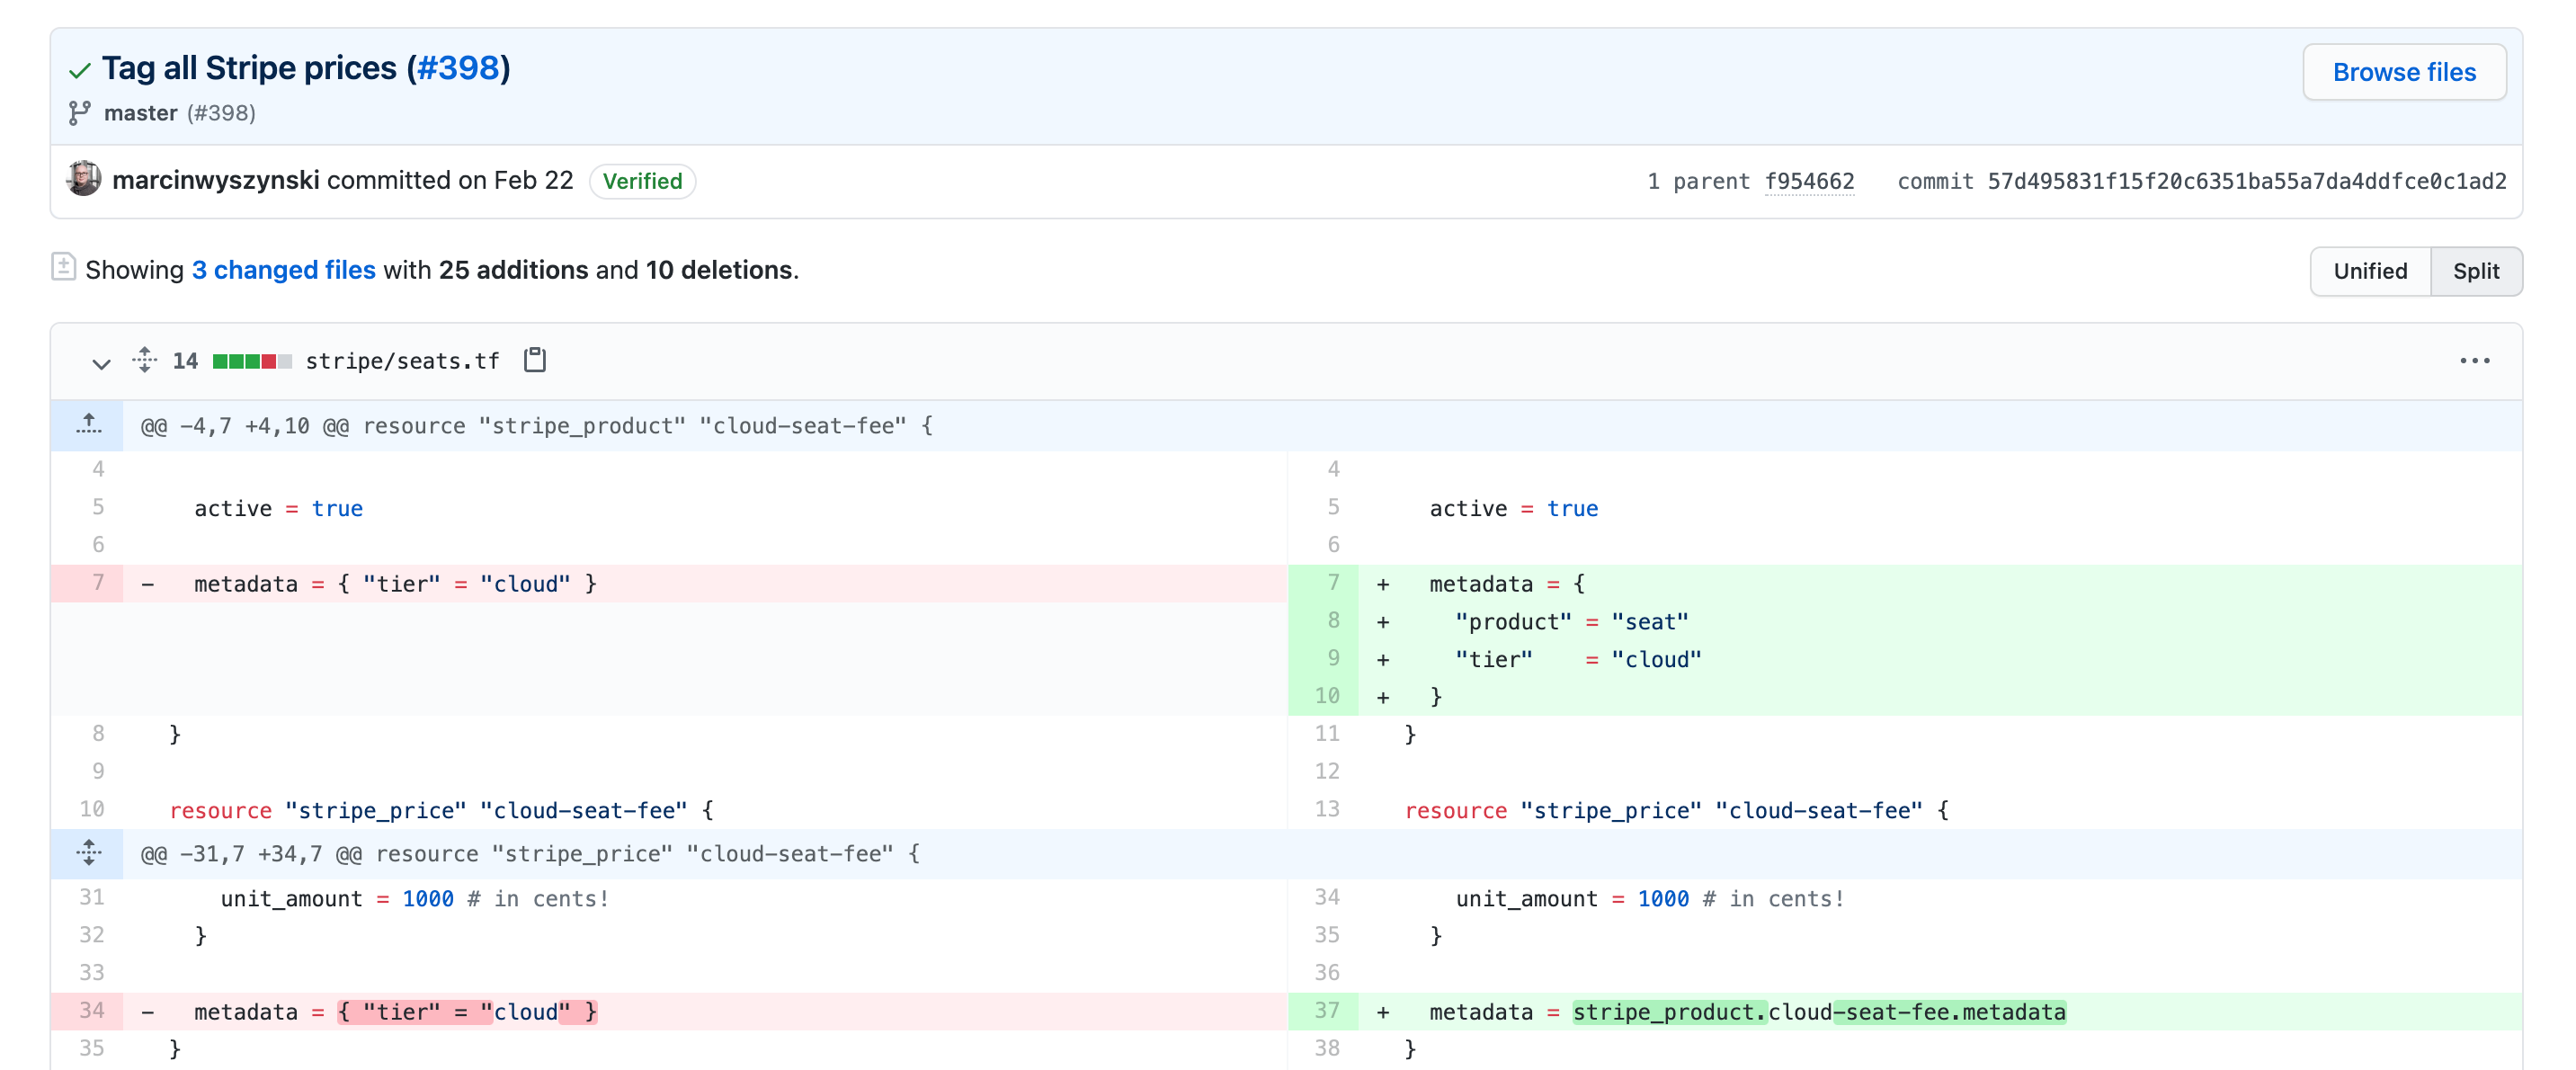 Tag all Stripe prices (#398)
Browse files
master (#398)
marcinwyszynski committed on Feb 22 Verified
1 parent f954662 commit 57d495831f15f20c6351ba55a7da4ddfce0c1ad2
Showing 3 changed files with 25 additions and 10 deletions.
Unified Split
14 stripe/seats.tf
@@ -4,7 +4,10 @@ resource "stripe_product" "cloud-seat-fee" {
4 4
5 active = true 5 active = true
6 6
7 - metadata = { "tier" = "cloud" } 7 + metadata = {
8 + "product" = "seat"
9 + "tier" = "cloud"
10 + }
8 } 11 }
9 12
10 resource "stripe_price" "cloud-seat-fee" { 13 resource "stripe_price" "cloud-seat-fee" {
@@ -31,7 +34,7 @@ resource "stripe_price" "cloud-seat-fee" {
31 unit_amount = 1000 # in cents! 34 unit_amount = 1000 # in cents!
32 } 35 }
33 36
34 - metadata = { "tier" = "cloud" } 37 + metadata = stripe_product.cloud-seat-fee.metadata
35 } 38 }